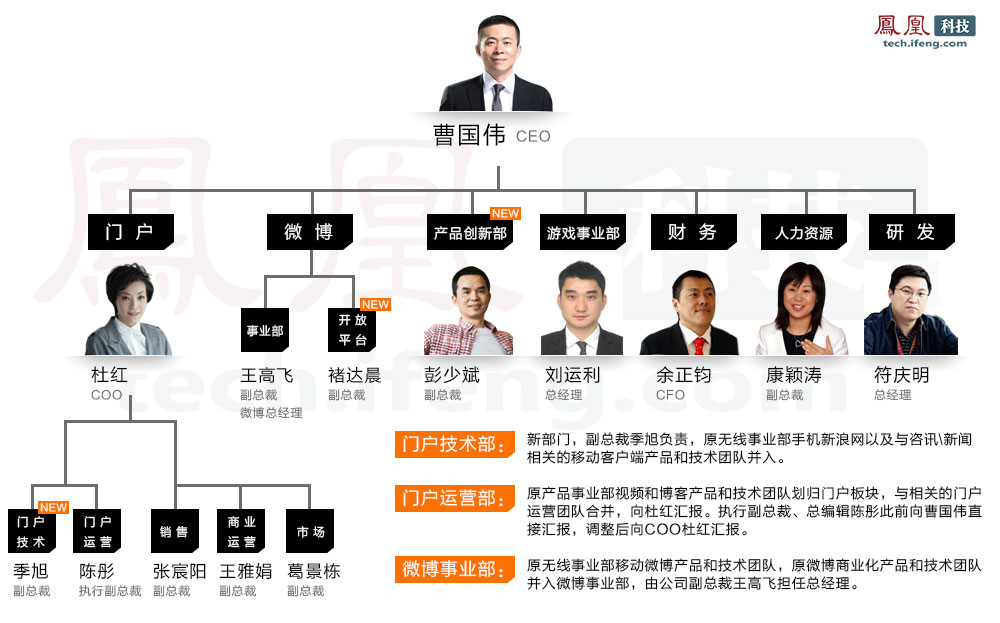 鳳凰 科技
tech.ifeng.com
曹国伟 CEO
门户
微博
NEW
产品创新部
游戏事业部
财务
人力资源
研发
事业部
NEW
开放
平台
杜红
COO
王高飞
副总裁
微博总经理
褚达晨
副总裁
彭少斌
副总裁
刘运利
总经理
余正钧
CFO
康颖涛
副总裁
符庆明
总经理
鳳凰 科技
tech.ifeng.com
NEW
门户
技术
门户
运营
销售
商业
运营
市场
季旭
副总裁
陈彤
执行副总裁
张宸阳
副总裁
王雅娟
副总裁
葛景栋
副总裁
门户技术部：
新部门，副总裁季旭负责，原无线事业部手机新浪网以及与咨讯\新闻
相关的移动客户端产品和技术团队并入。
门户运营部：
原产品事业部视频和博客产品和技术团队划归门户板块，与相关的门户
运营团队合并，向杜红汇报。执行副总裁、总编辑陈彤此前向曹国伟直
接汇报，调整后向COO杜红汇报。
微博事业部：
原无线事业部移动微博产品和技术团队，原微博商业化产品和技术团队
并入微博事业部，由公司副总裁王高飞担任总经理。